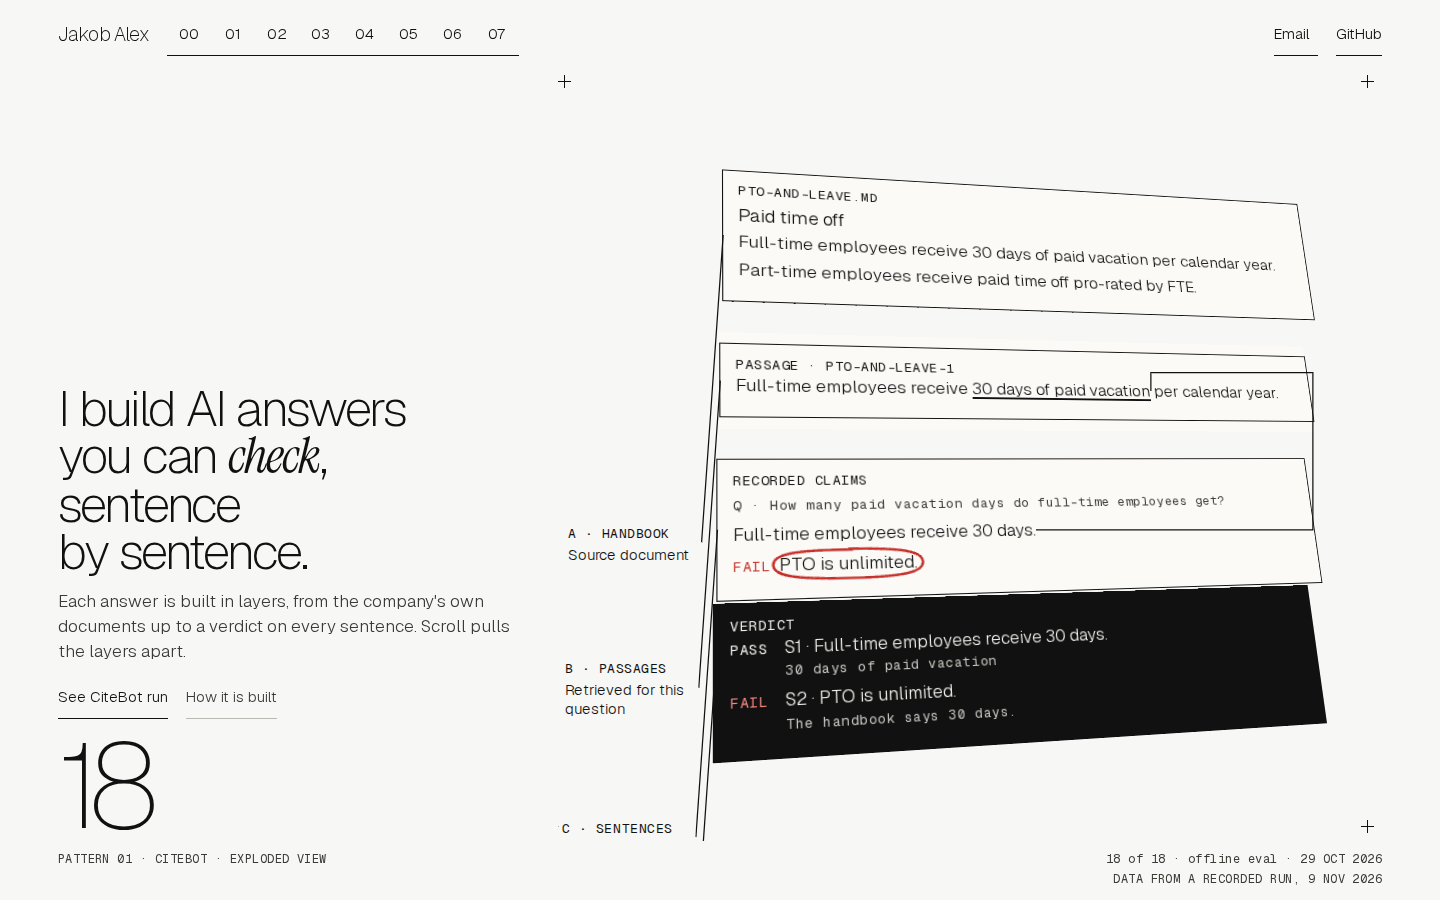 Jakob Alex 00 01 02 03 04 05 06 07 Email GitHub
I build AI answers
you can check,
sentence
by sentence.
Each answer is built in layers, from the company's own
documents up to a verdict on every sentence. Scroll pulls
the layers apart.
See CiteBot run How it is built
18
PATTERN 01 · CITEBOT · EXPLODED VIEW
A · HANDBOOK
Source document
B · PASSAGES
Retrieved for this
question
C · SENTENCES
PTO-AND-LEAVE.MD
Paid time off
Full-time employees receive 30 days of paid vacation per calendar year.
Part-time employees receive paid time off pro-rated by FTE.
PASSAGE · PTO-AND-LEAVE-1
Full-time employees receive 30 days of paid vacation per calendar year.
RECORDED CLAIMS
Q · How many paid vacation days do full-time employees get?
Full-time employees receive 30 days.
FAIL PTO is unlimited.
VERDICT
PASS S1 · Full-time employees receive 30 days.
30 days of paid vacation
FAIL S2 · PTO is unlimited.
The handbook says 30 days.
18 of 18 · offline eval · 29 OCT 2026
DATA FROM A RECORDED RUN, 9 NOV 2026